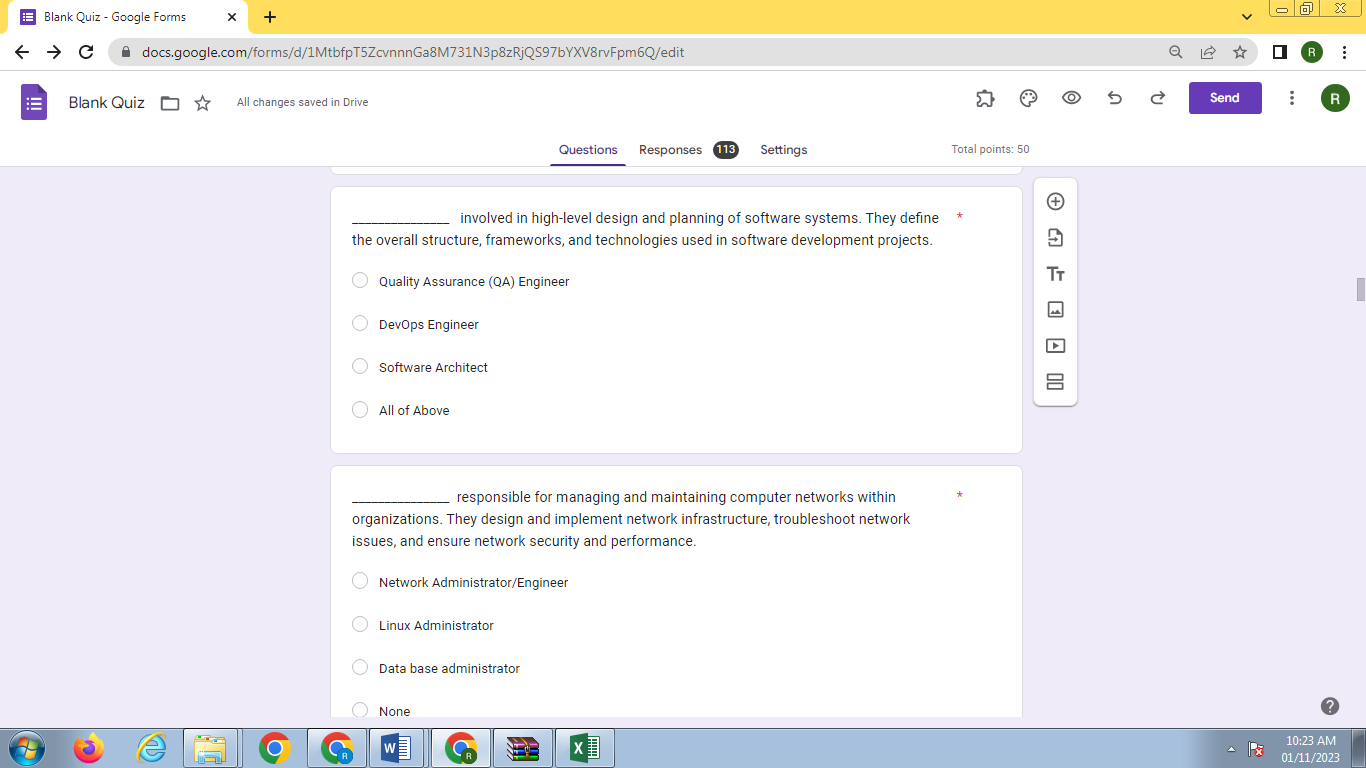 Blank Quiz - Google Forms
docs.google.com/forms/d/1MtbfpT5ZcvnnnGa8M731N3p8zRjQS97bYXV8rvFpm6Q/edit
R
Blank Quiz
All changes saved in Drive
Send
R
Questions
Responses 113
Settings
Total points: 50
_______________ involved in high-level design and planning of software systems. They define *
the overall structure, frameworks, and technologies used in software development projects.
Quality Assurance (QA) Engineer
DevOps Engineer
Software Architect
All of Above
_______________ responsible for managing and maintaining computer networks within *
organizations. They design and implement network infrastructure, troubleshoot network
issues, and ensure network security and performance.
Network Administrator/Engineer
Linux Administrator
Data base administrator
None
10:23 AM
01/11/2023